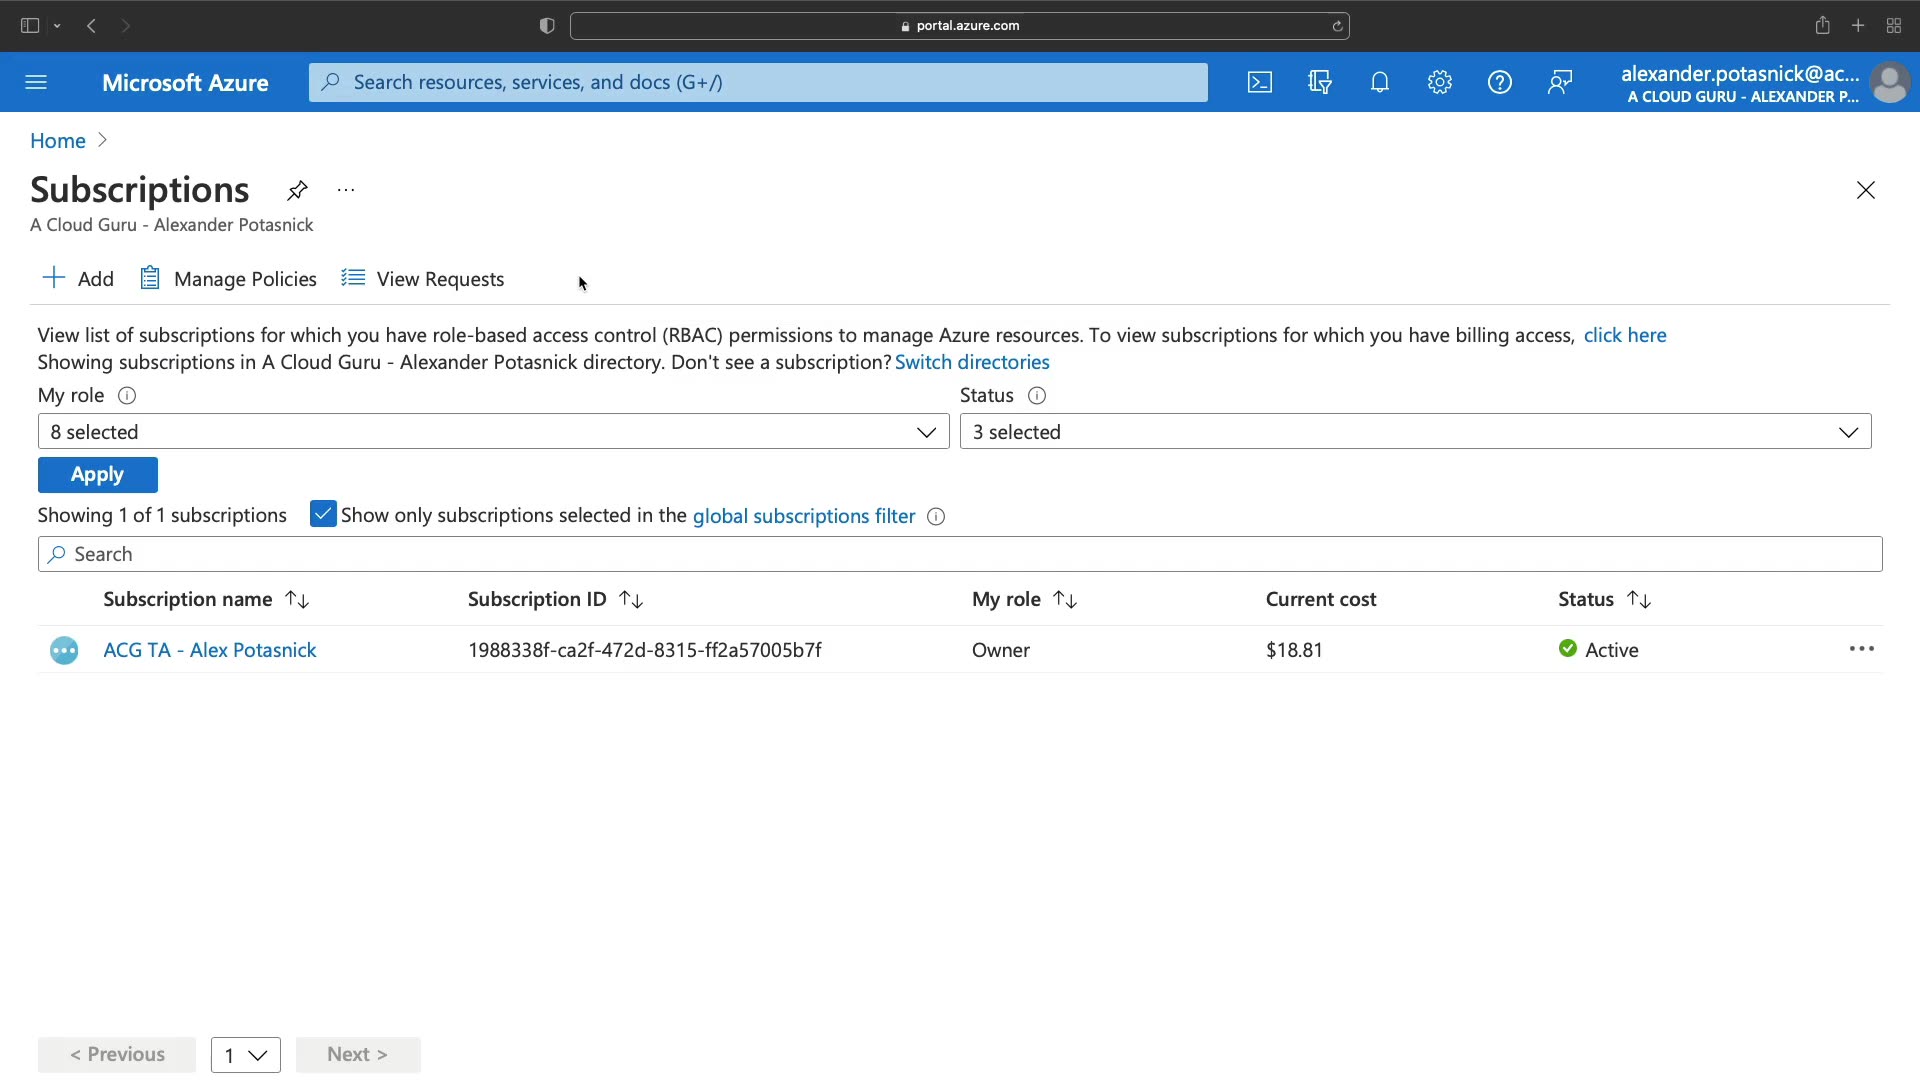 portal.azure.com
Microsoft Azure
Search resources, services, and docs (G+/)
alexander.potasnick@ac...
A CLOUD GURU - ALEXANDER P...
Home
Subscriptions
A Cloud Guru - Alexander Potasnick
Add
Manage Policies
View Requests
View list of subscriptions for which you have role-based access control (RBAC) permissions to manage Azure resources. To view subscriptions for which you have billing access, click here
Showing subscriptions in A Cloud Guru - Alexander Potasnick directory. Don't see a subscription? Switch directories
My role
Status
8 selected
3 selected
Apply
Showing 1 of 1 subscriptions
Show only subscriptions selected in the global subscriptions filter
Search
Subscription name Subscription ID My role Current cost Status
ACG TA - Alex Potasnick 1988338f-ca2f-472d-8315-ff2a57005b7f Owner $18.81 Active
< Previous 1 Next >